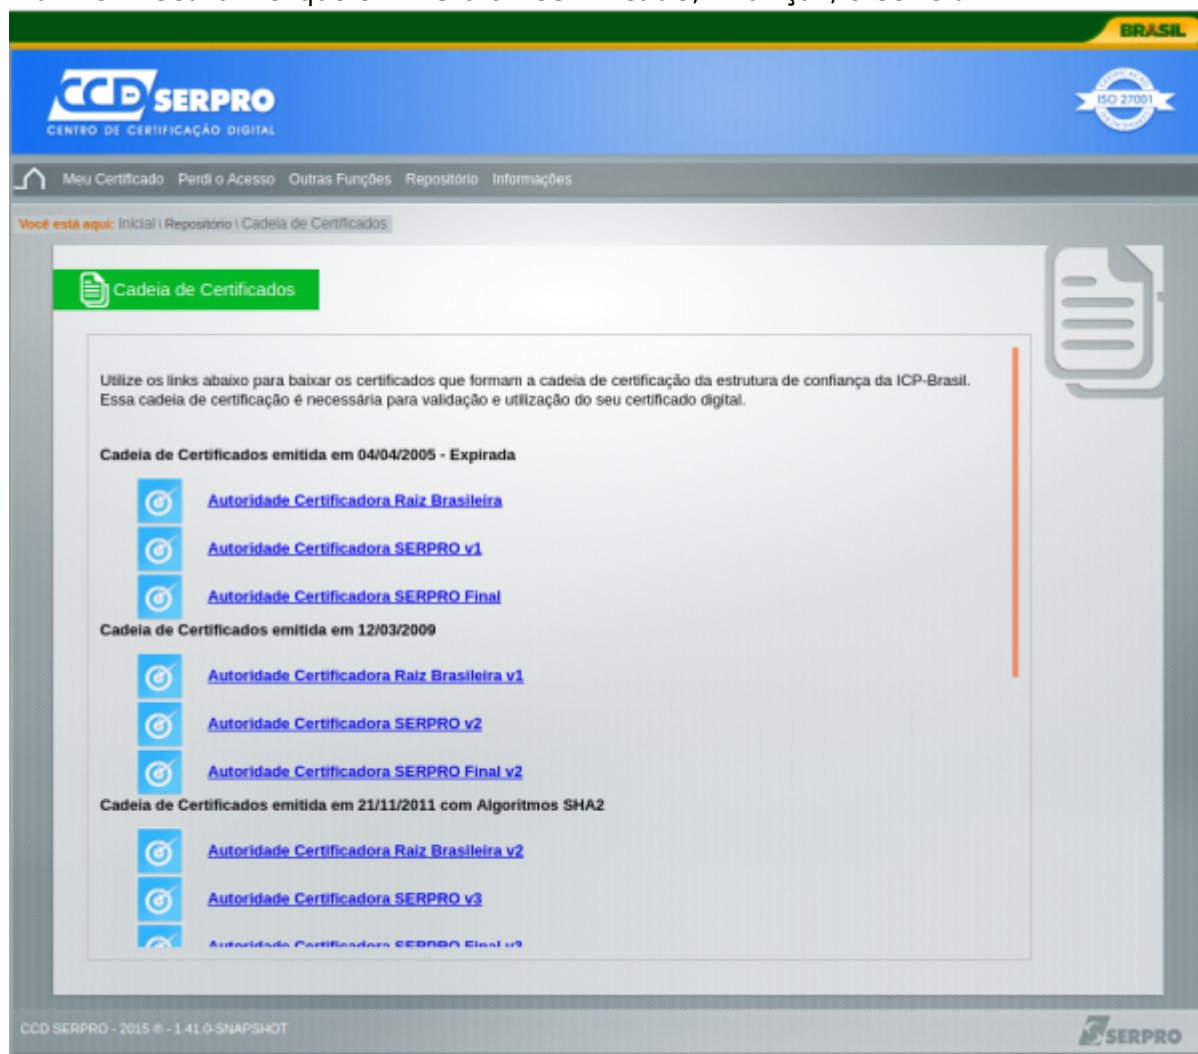 BRASIL
CCD SERPRO
CENTRO DE CERTIFICAÇÃO DIGITAL
CERTIFICAÇÃO
ISO 27001
Meu Certificado Perdi o Acesso Outras Funções Repositório Informações
Você está aqui: Inicial \ Repositório \ Cadeia de Certificados
Cadeia de Certificados
Utilize os links abaixo para baixar os certificados que formam a cadeia de certificação da estrutura de confiança da ICP-Brasil.
Essa cadeia de certificação é necessária para validação e utilização do seu certificado digital.
Cadeia de Certificados emitida em 04/04/2005 - Expirada
Autoridade Certificadora Raiz Brasileira
Autoridade Certificadora SERPRO v1
Autoridade Certificadora SERPRO Final
Cadeia de Certificados emitida em 12/03/2009
Autoridade Certificadora Raiz Brasileira v1
Autoridade Certificadora SERPRO v2
Autoridade Certificadora SERPRO Final v2
Cadeia de Certificados emitida em 21/11/2011 com Algoritmos SHA2
Autoridade Certificadora Raiz Brasileira v2
Autoridade Certificadora SERPRO v3
Autoridade Certificadora SERPRO Final
CCD SERPRO - 2015 ® - 1.41.0-SNAPSHOT
SERPRO